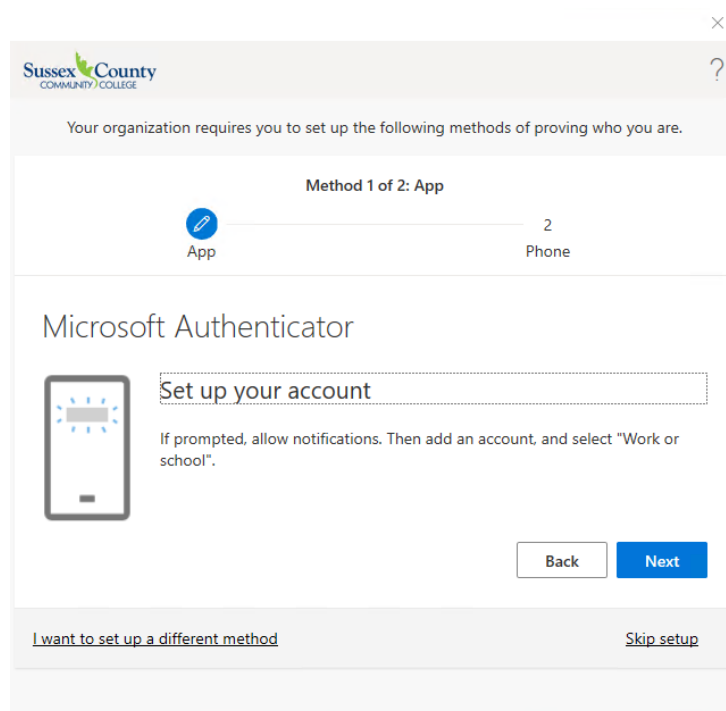 Sussex County
COMMUNITY COLLEGE
?
Your organization requires you to set up the following methods of proving who you are.
Method 1 of 2: App
2
App
Phone
Microsoft Authenticator
Set up your account
If prompted, allow notifications. Then add an account, and select "Work or
school".
Back
Next
I want to set up a different method
Skip setup